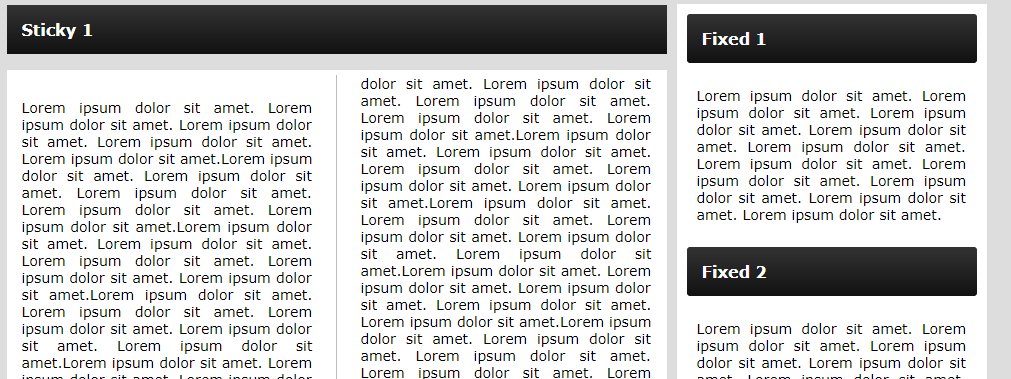 Sticky 1
Lorem ipsum dolor sit amet. Lorem
ipsum dolor sit amet. Lorem ipsum dolor
sit amet. Lorem ipsum dolor sit amet.
Lorem ipsum dolor sit amet.Lorem ipsum
dolor sit amet. Lorem ipsum dolor sit
amet. Lorem ipsum dolor sit amet.
Lorem ipsum dolor sit amet. Lorem
ipsum dolor sit amet.Lorem ipsum dolor
sit amet. Lorem ipsum dolor sit amet.
Lorem ipsum dolor sit amet. Lorem
ipsum dolor sit amet. Lorem ipsum dolor
sit amet.Lorem ipsum dolor sit amet.
Lorem ipsum dolor sit amet. Lorem
ipsum dolor sit amet. Lorem ipsum dolor
sit amet. Lorem ipsum dolor sit
amet.Lorem ipsum dolor sit amet. Lorem
ipsum dolor sit amet. Lorem ipsum dolor
dolor sit amet. Lorem ipsum dolor sit
amet. Lorem ipsum dolor sit amet.
Lorem ipsum dolor sit amet. Lorem
ipsum dolor sit amet.Lorem ipsum dolor
sit amet. Lorem ipsum dolor sit amet.
Lorem ipsum dolor sit amet. Lorem
ipsum dolor sit amet. Lorem ipsum dolor
sit amet.Lorem ipsum dolor sit amet.
Lorem ipsum dolor sit amet. Lorem
ipsum dolor sit amet. Lorem ipsum dolor
sit amet. Lorem ipsum dolor sit
amet.Lorem ipsum dolor sit amet. Lorem
ipsum dolor sit amet. Lorem ipsum dolor
sit amet. Lorem ipsum dolor sit amet.
Lorem ipsum dolor sit amet.Lorem ipsum
dolor sit amet. Lorem ipsum dolor sit
amet. Lorem ipsum dolor sit amet.
Lorem ipsum dolor sit amet. Lorem
Fixed 1
Lorem ipsum dolor sit amet. Lorem
ipsum dolor sit amet. Lorem ipsum
dolor sit amet. Lorem ipsum dolor sit
amet. Lorem ipsum dolor sit amet.
Lorem ipsum dolor sit amet. Lorem
ipsum dolor sit amet. Lorem ipsum
dolor sit amet. Lorem ipsum dolor sit
amet. Lorem ipsum dolor sit amet.
Fixed 2
Lorem ipsum dolor sit amet. Lorem
ipsum dolor sit amet. Lorem ipsum
dolor sit amet. Lorem ipsum dolor sit
amet. Lorem ipsum dolor sit amet.